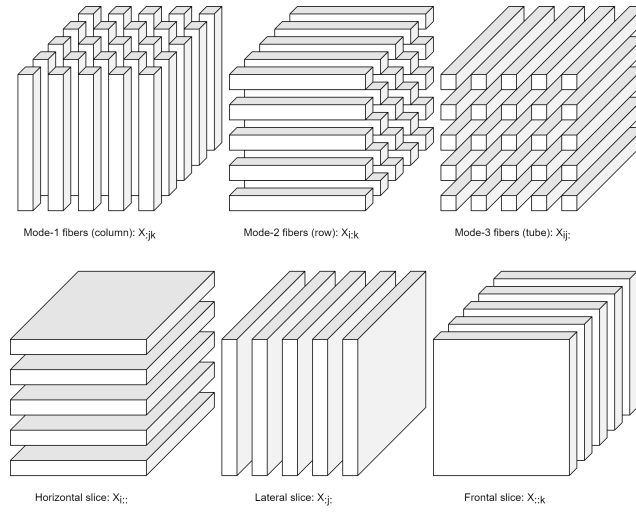 Mode-1 fibers (column): X:jk
Mode-2 fibers (row): Xi:k
Mode-3 fibers (tube): Xij:
Horizontal slice: Xi::
Lateral slice: X:j:
Frontal slice: X::k